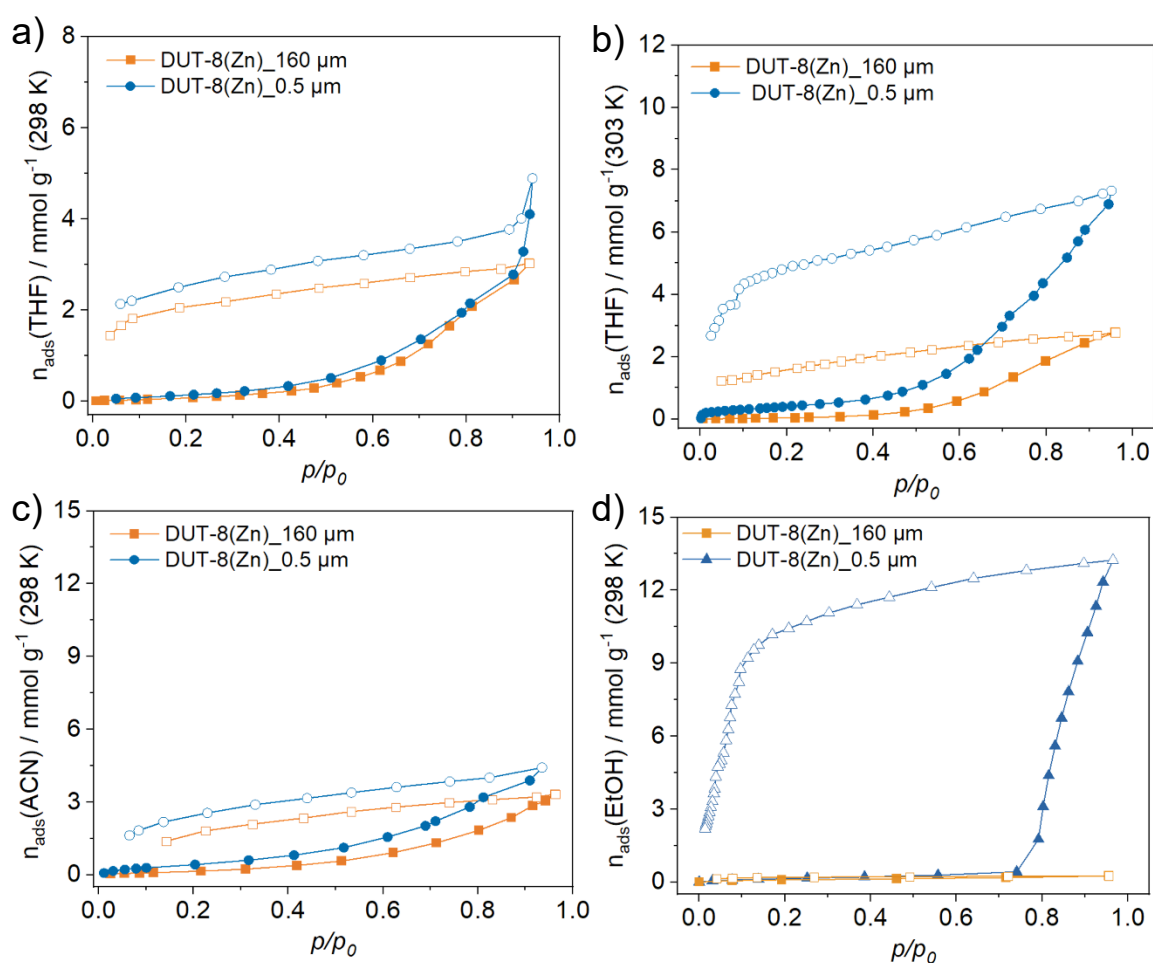 a)
8
6
4
2
0
n_ads(THF) / mmol g⁻¹ (298 K)
DUT-8(Zn)_160 µm
DUT-8(Zn)_0.5 µm
0.0 0.2 0.4 0.6 0.8 1.0
p/p₀
b)
12
10
8
6
4
2
0
n_ads(THF) / mmol g⁻¹(303 K)
DUT-8(Zn)_160 µm
DUT-8(Zn)_0.5 µm
0.0 0.2 0.4 0.6 0.8 1.0
p/p₀
c)
15
12
9
6
3
0
n_ads(ACN) / mmol g⁻¹ (298 K)
DUT-8(Zn)_160 µm
DUT-8(Zn)_0.5 µm
0.0 0.2 0.4 0.6 0.8 1.0
p/p₀
d)
15
12
9
6
3
0
n_ads(EtOH) / mmol g⁻¹ (298 K)
DUT-8(Zn)_160 µm
DUT-8(Zn)_0.5 µm
0.0 0.2 0.4 0.6 0.8 1.0
p/p₀